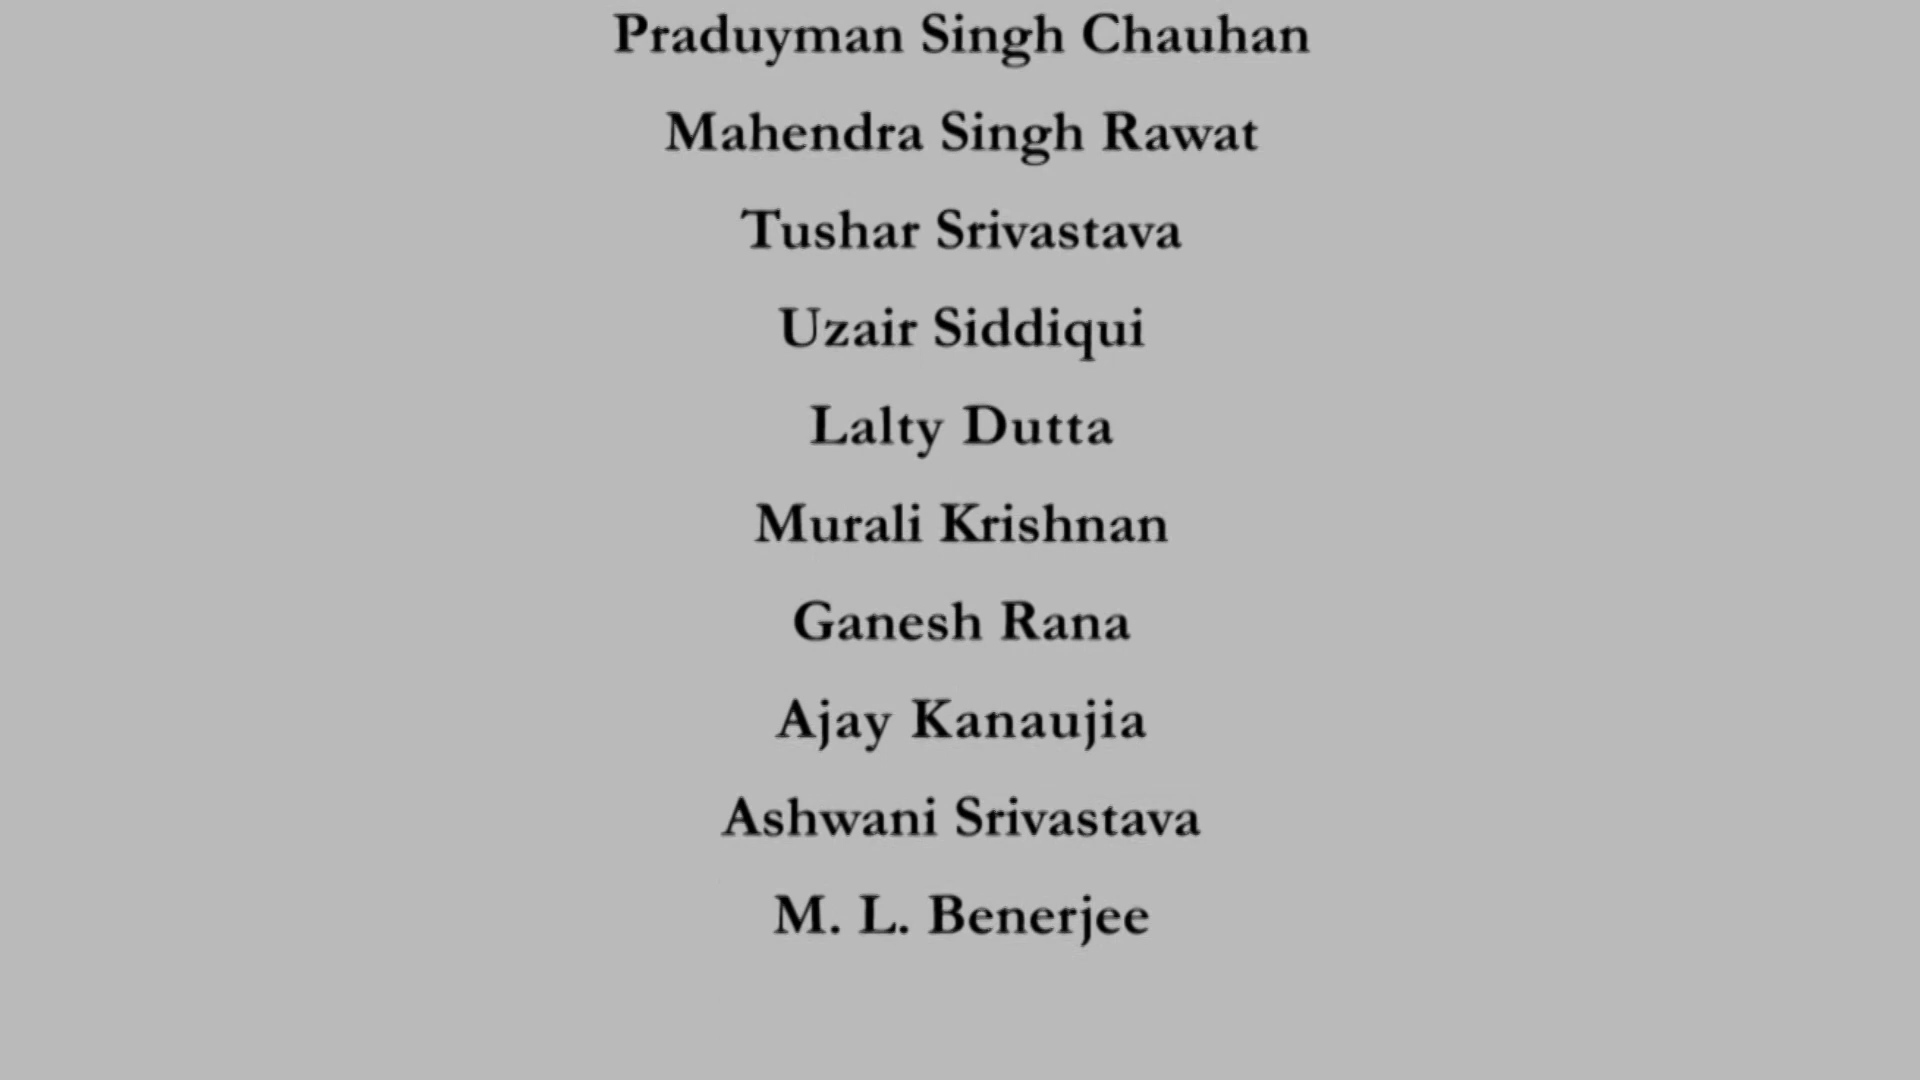 Praduyman Singh Chauhan
Mahendra Singh Rawat
Tushar Srivastava
Uzair Siddiqui
Lalty Dutta
Murali Krishnan
Ganesh Rana
Ajay Kanaujia
Ashwani Srivastava
M. L. Benerjee